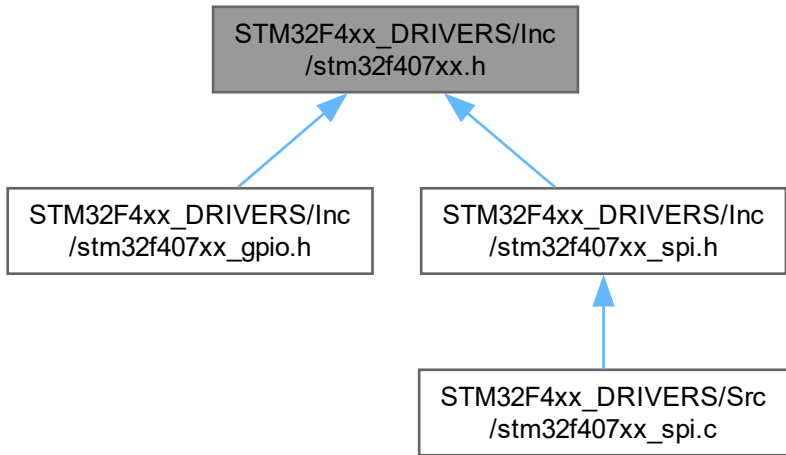 STM32F4xx_DRIVERS/Inc
/stm32f407xx.h
STM32F4xx_DRIVERS/Inc
/stm32f407xx_gpio.h
STM32F4xx_DRIVERS/Inc
/stm32f407xx_spi.h
STM32F4xx_DRIVERS/Src
/stm32f407xx_spi.c